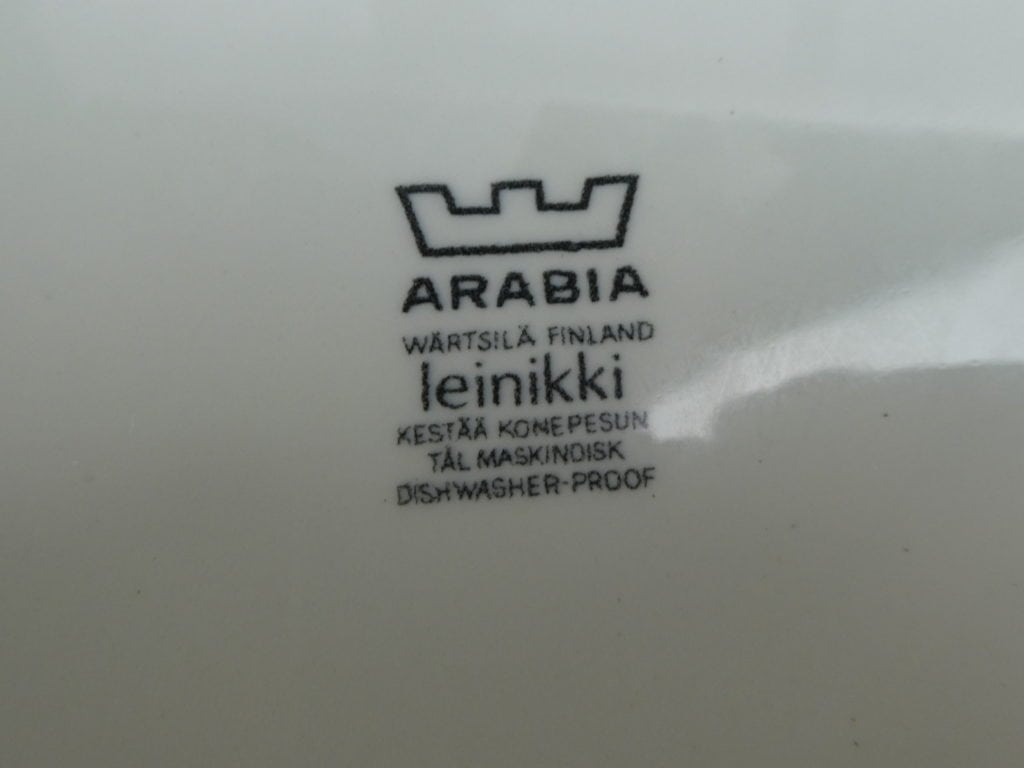 ARABIA
WÄRTSILÄ FINLAND
leinikki
KESTÄÄ KONEPESUN
TÅL MASKINDISK
DISHWASHER-PROOF